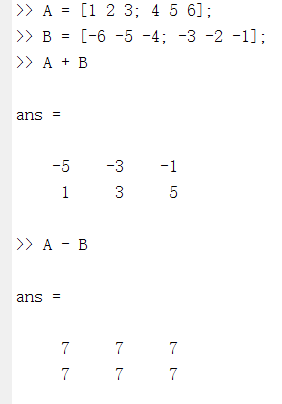 >> A = [1 2 3; 4 5 6];
>> B = [-6 -5 -4; -3 -2 -1];
>> A + B
ans =
-5 -3 -1
1 3 5
>> A - B
ans =
7 7 7
7 7 7